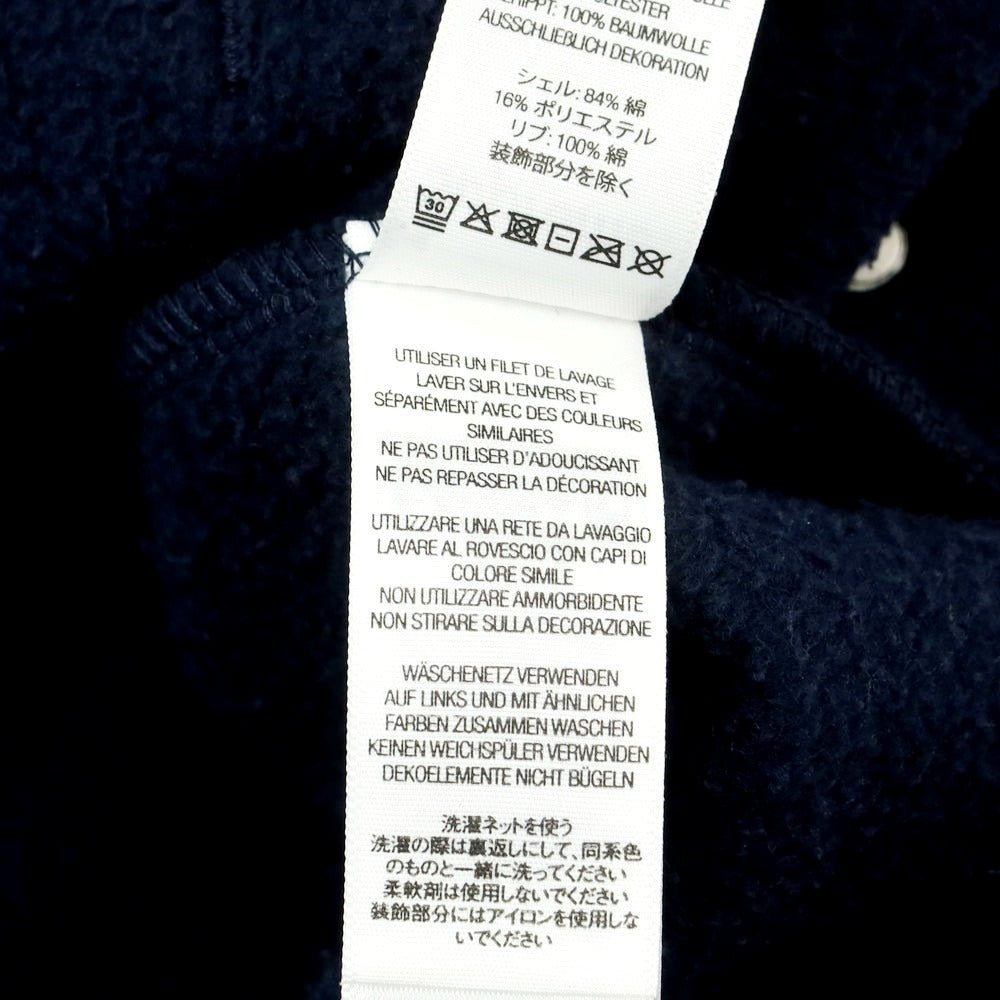 POLYESTER
100% BAUMWOLLE
AUSSCHLIEẞLICH DEKORATION
シェル: 84% 綿
16% ポリエステル
リブ: 100% 綿
装飾部分を除く
30
UTILISER UN FILET DE LAVAGE
LAVER SUR L'ENVERS ET
SÉPARÉMENT AVEC DES COULEURS
SIMILAIRES
NE PAS UTILISER D'ADOUCISSANT
NE PAS REPASSER LA DÉCORATION
UTILIZZARE UNA RETE DA LAVAGGIO
LAVARE AL ROVESCIO CON CAPI DI
COLORE SIMILE
NON UTILIZZARE AMMORBIDENTE
NON STIRARE SULLA DECORAZIONE
WÄSCHENETZ VERWENDEN
AUF LINKS UND MIT ÄHNLICHEN
FARBEN ZUSAMMEN WASCHEN
KEINEN WEICHSPÜLER VERWENDEN
DEKOELEMENTE NICHT BÜGELN
洗濯ネットを使う
洗濯の際は裏返しにして、同系色
のものと一緒に洗ってください
柔軟剤は使用しないでください
装飾部分にはアイロンを使用しな
いでください